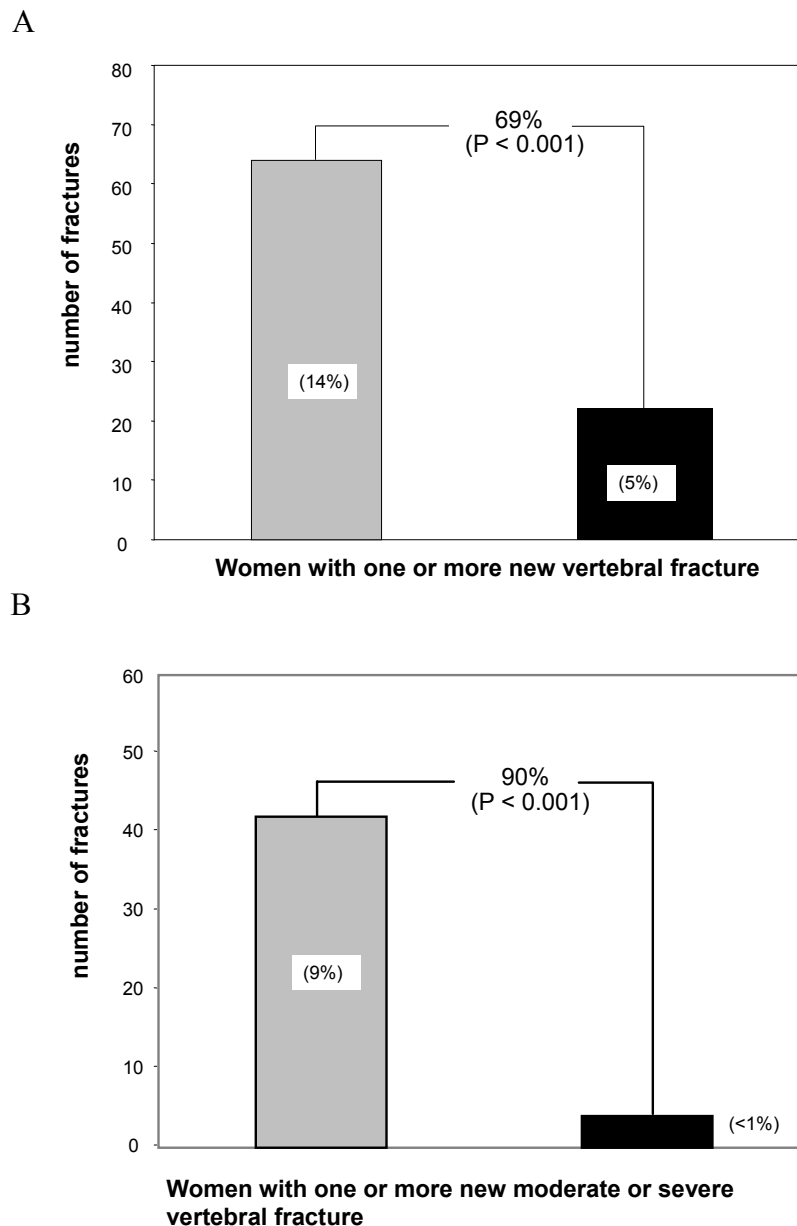 A
80
70
60
50
40
30
20
10
0
number of fractures
69%
(P < 0.001)
(14%)
(5%)
Women with one or more new vertebral fracture
B
60
50
40
30
20
10
0
number of fractures
90%
(P < 0.001)
(9%)
(<1%)
Women with one or more new moderate or severe
vertebral fracture